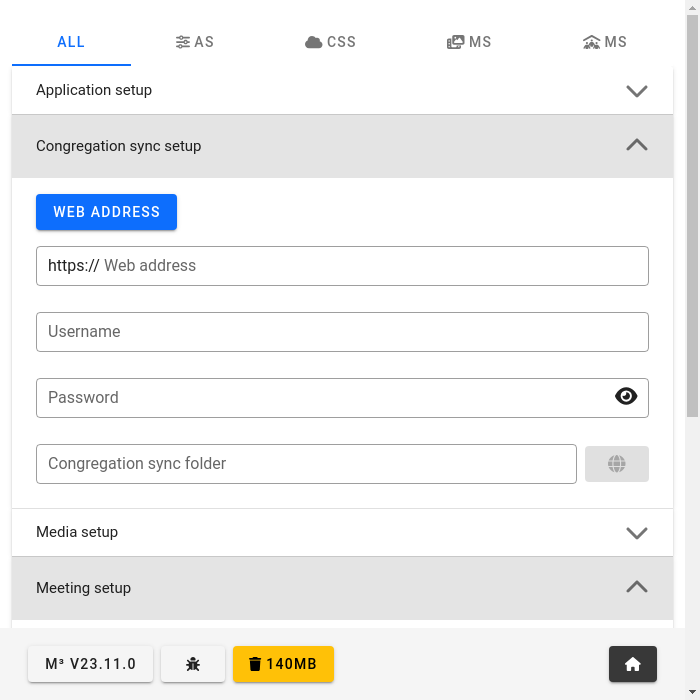 ALL AS CSS MS MS
Application setup
Congregation sync setup
WEB ADDRESS
https:// Web address
Username
Password
Congregation sync folder
Media setup
Meeting setup
M³ V23.11.0 140MB